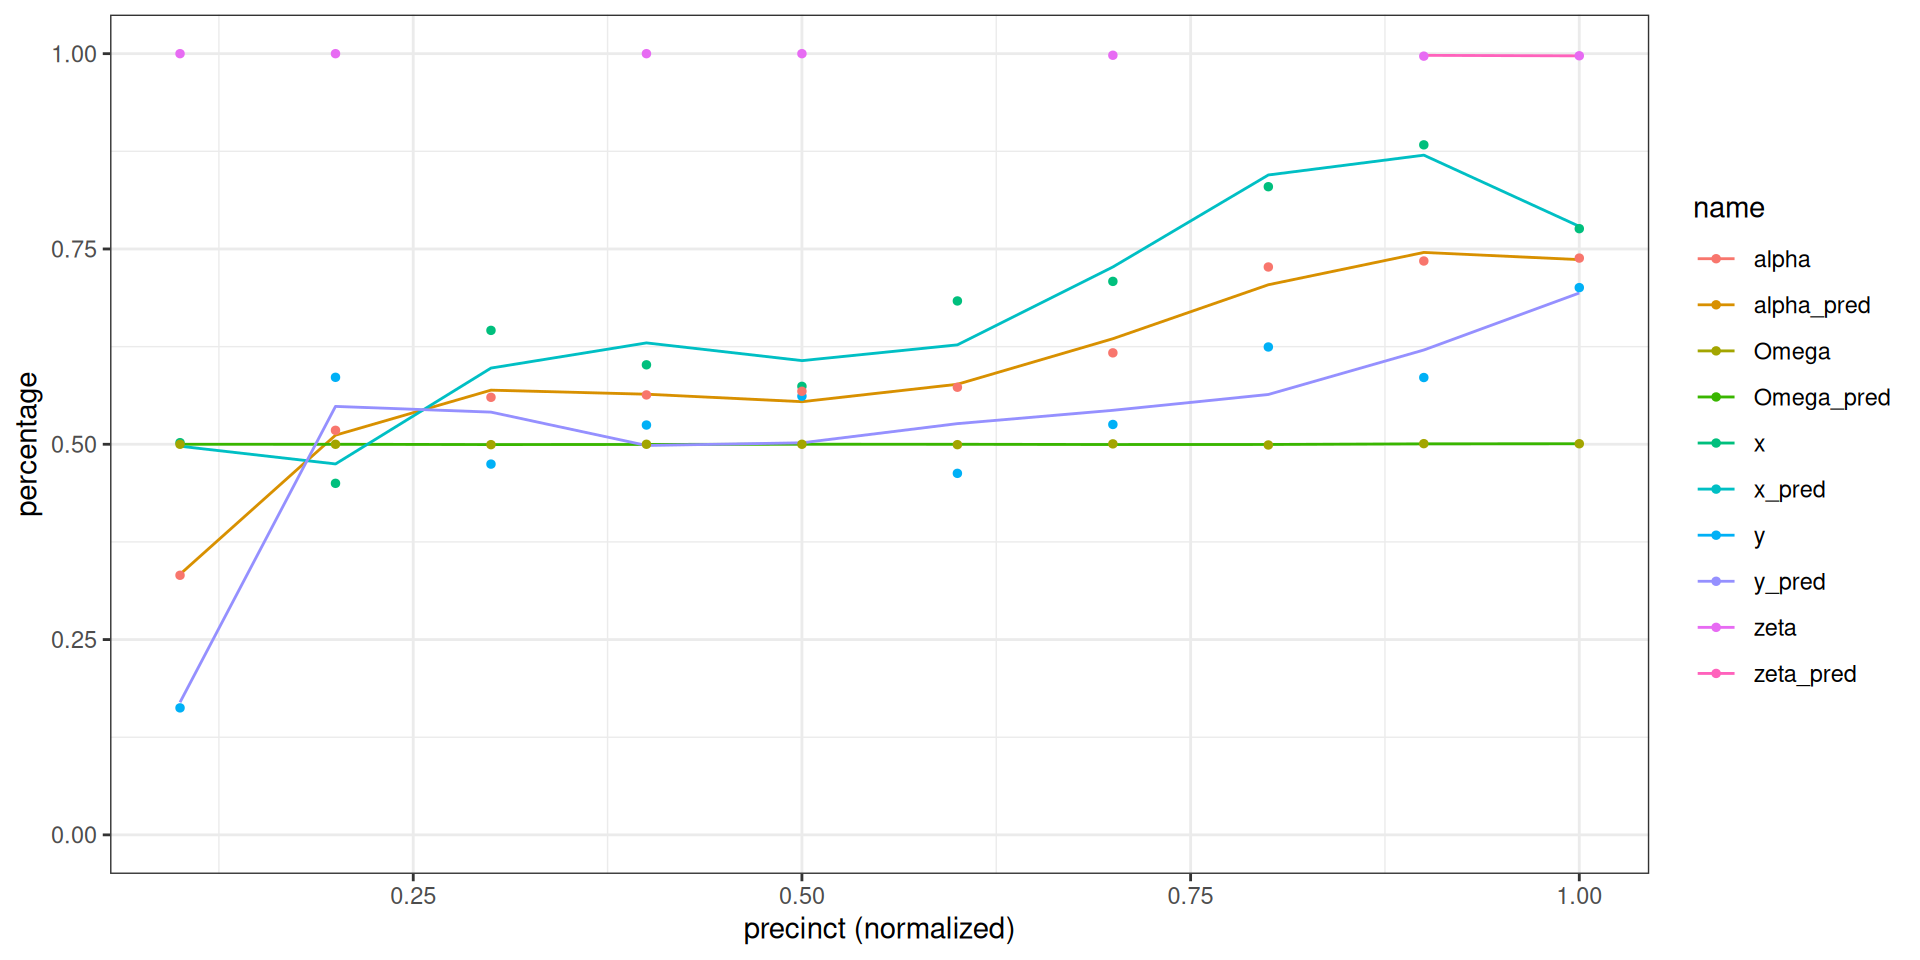 1.00
0.75
0.50
0.25
0.00
percentage
0.25
0.50
0.75
1.00
precinct (normalized)
name
alpha
alpha_pred
Omega
Omega_pred
x
x_pred
y
y_pred
zeta
zeta_pred